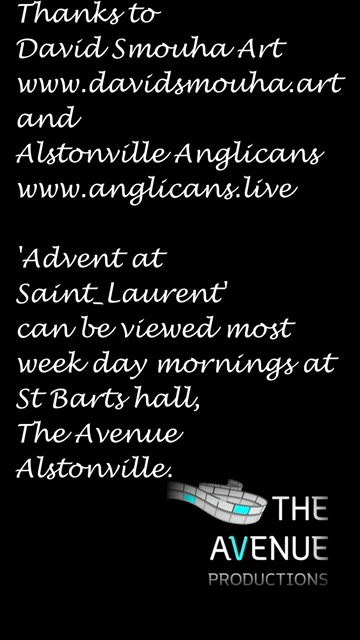 Thanks to
David Smouha Art
www.davidsmouha.art
and
Alstonville Anglicans
www.anglicans.live
'Advent at
Saint_Laurent'
can be viewed most
week day mornings at
St Barts hall,
The Avenue
Alstonville.
THE
AVENUE
PRODUCTIONS